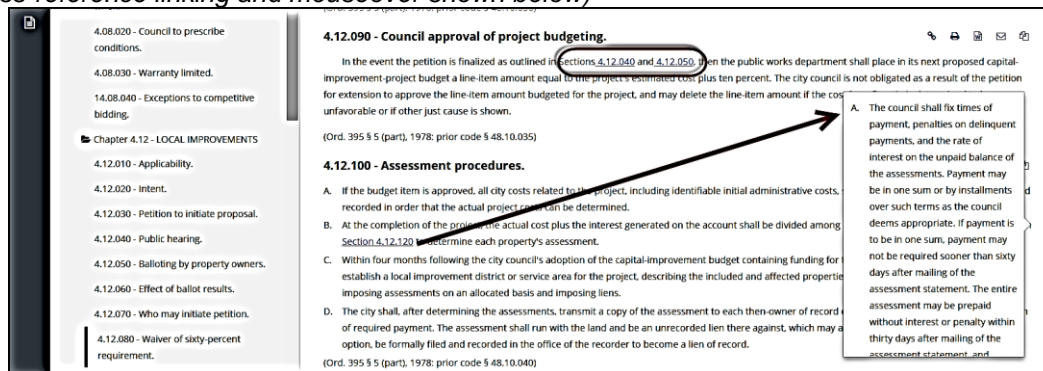 ss reference linking and mouseover shown below)
(Ord. 395 § 5 (part), 1978: prior code § 48.10.030)
4.08.020 - Council to prescribe
conditions.
4.08.030 - Warranty limited.
14.08.040 - Exceptions to competitive
bidding.
Chapter 4.12 - LOCAL IMPROVEMENTS
4.12.010 - Applicability.
4.12.020 - Intent.
4.12.030 - Petition to initiate proposal.
4.12.040 - Public hearing.
4.12.050 - Balloting by property owners.
4.12.060 - Effect of ballot results.
4.12.070 - Who may initiate petition.
4.12.080 - Waiver of sixty-percent
requirement.
4.12.090 - Council approval of project budgeting.
In the event the petition is finalized as outlined in Sections 4.12.040 and 4.12.050, then the public works department shall place in its next proposed capital-
improvement-project budget a line-item amount equal to the project's estimated cost plus ten percent. The city council is not obligated as a result of the petition
for extension to approve the line-item amount budgeted for the project, and may delete the line-item amount if the
unfavorable or if other just cause is shown.
(Ord. 395 § 5 (part), 1978: prior code § 48.10.035)
4.12.100 - Assessment procedures.
A. If the budget item is approved, all city costs related to the project, including identifiable initial administrative costs,
recorded in order that the actual project costs can be determined.
B. At the completion of the project, the actual cost plus the interest generated on the account shall be divided among
Section 4.12.120 to determine each property's assessment.
C. Within four months following the city council's adoption of the capital-improvement budget containing funding for
establish a local improvement district or service area for the project, describing the included and affected
imposing assessments on an allocated basis and imposing liens.
D. The city shall, after determining the assessments, transmit a copy of the assessment to each then-owner of record
of required payment. The assessment shall run with the land and be an unrecorded lien there against, which may a
option, be formally filed and recorded in the office of the recorder to become a lien of record.
(Ord. 395 § 5 (part), 1978: prior code § 48.10.040)
A. The council shall fix times of
payment, penalties on delinquent
payments, and the rate of
interest on the unpaid balance of
the assessments. Payment may
be in one sum or by installments
over such terms as the council
deems appropriate. If payment is
to be in one sum, payment may
not be required sooner than sixty
days after mailing of the
assessment statement. The entire
assessment may be prepaid
without interest or penalty within
thirty days after mailing of the
assessment statement, and